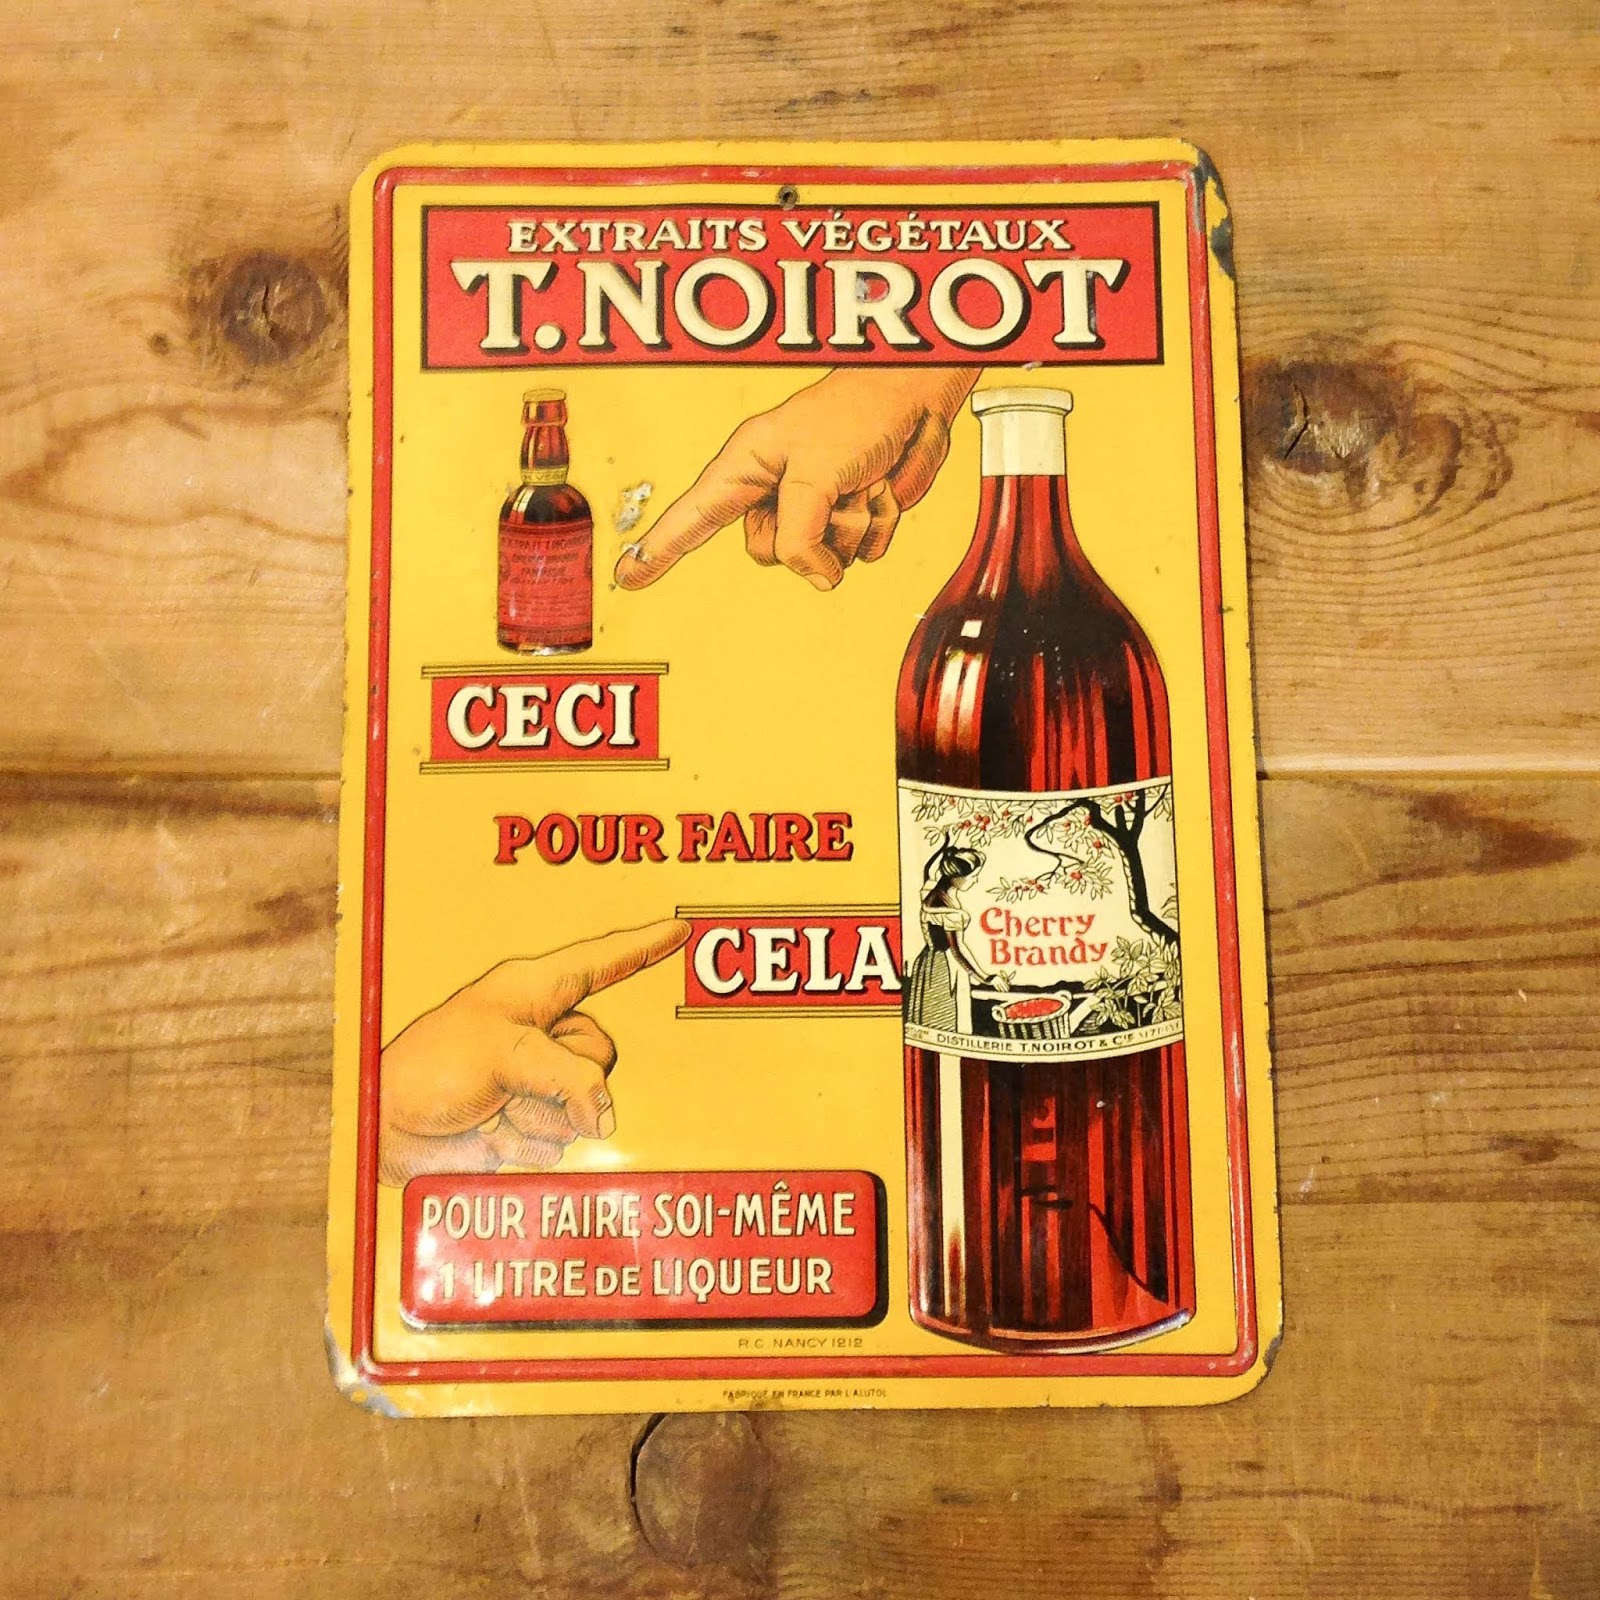 EXTRAITS VÉGÉTAUX
T. NOIROT
CECI
POUR FAIRE
CELA
Cherry
Brandy
DISTILLERIE T. NOIROT & Cie
POUR FAIRE SOI-MÊME
1 LITRE DE LIQUEUR
R.C. NANCY 1212
FABRIQUÉ EN FRANCE PAR L'ALUTOL